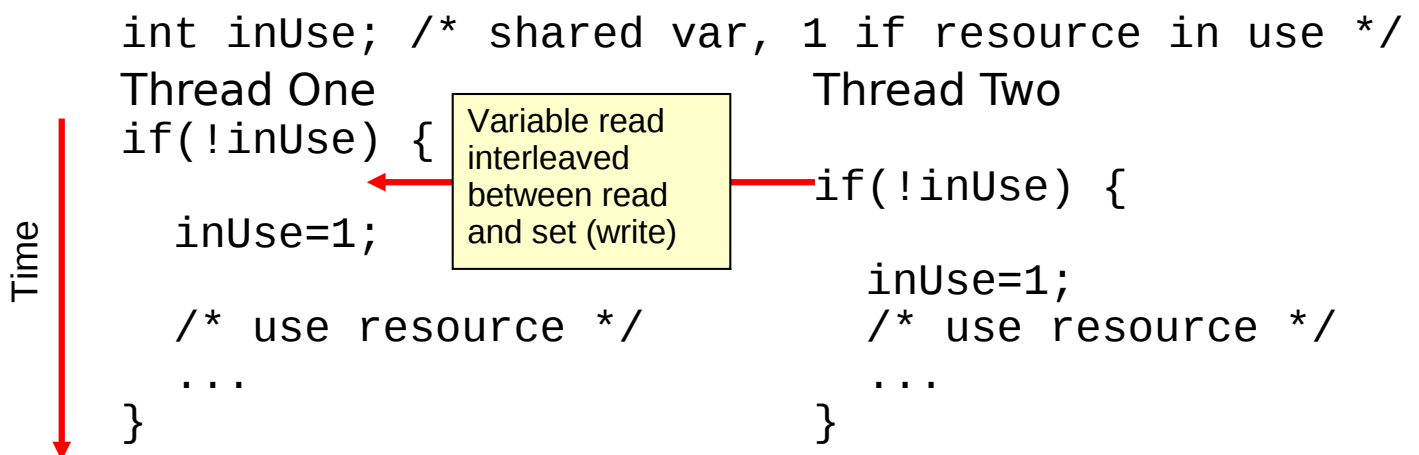 int inUse; /* shared var, 1 if resource in use */
Thread One
if(!inUse) {
inUse=1;
/* use resource */
...
}
Variable read
interleaved
between read
and set (write)
Thread Two
if(!inUse) {
inUse=1;
/* use resource */
...
}
Time